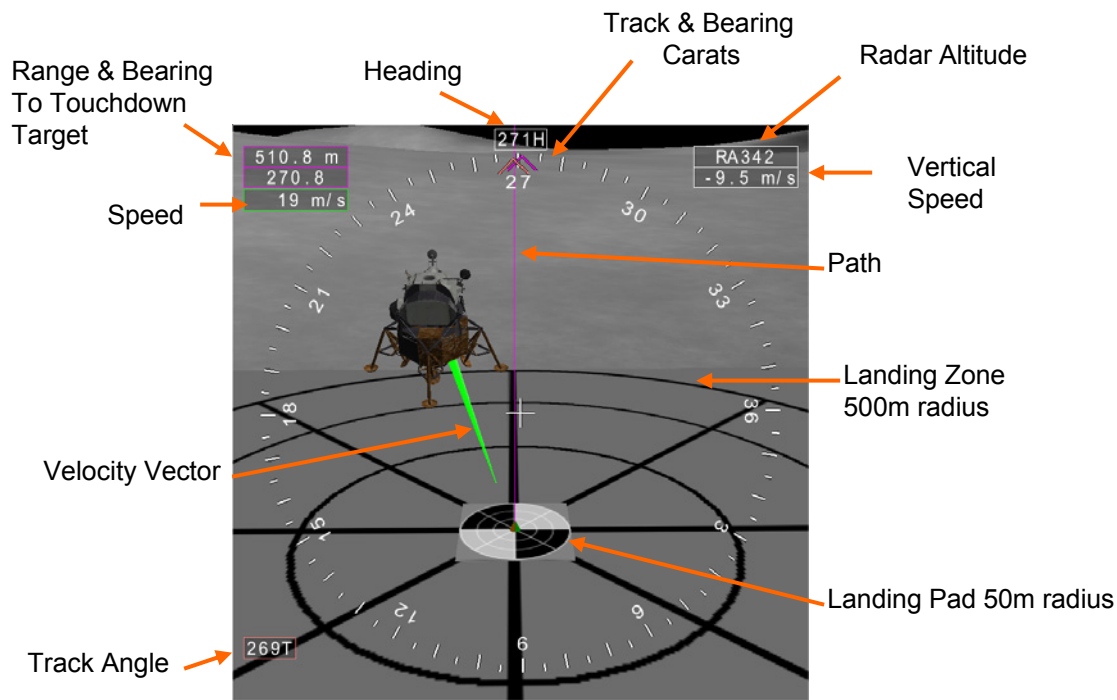 Track & Bearing
Carats
Range & Bearing
To Touchdown
Target
Heading
Radar Altitude
271H
510.8 m
270.8
19 m/s
RA342
-9.5 m/s
Vertical
Speed
Speed
27
24
30
21
33
Path
Landing Zone
500m radius
18
36
Velocity Vector
15
3
12
6
9
Landing Pad 50m radius
269T
Track Angle